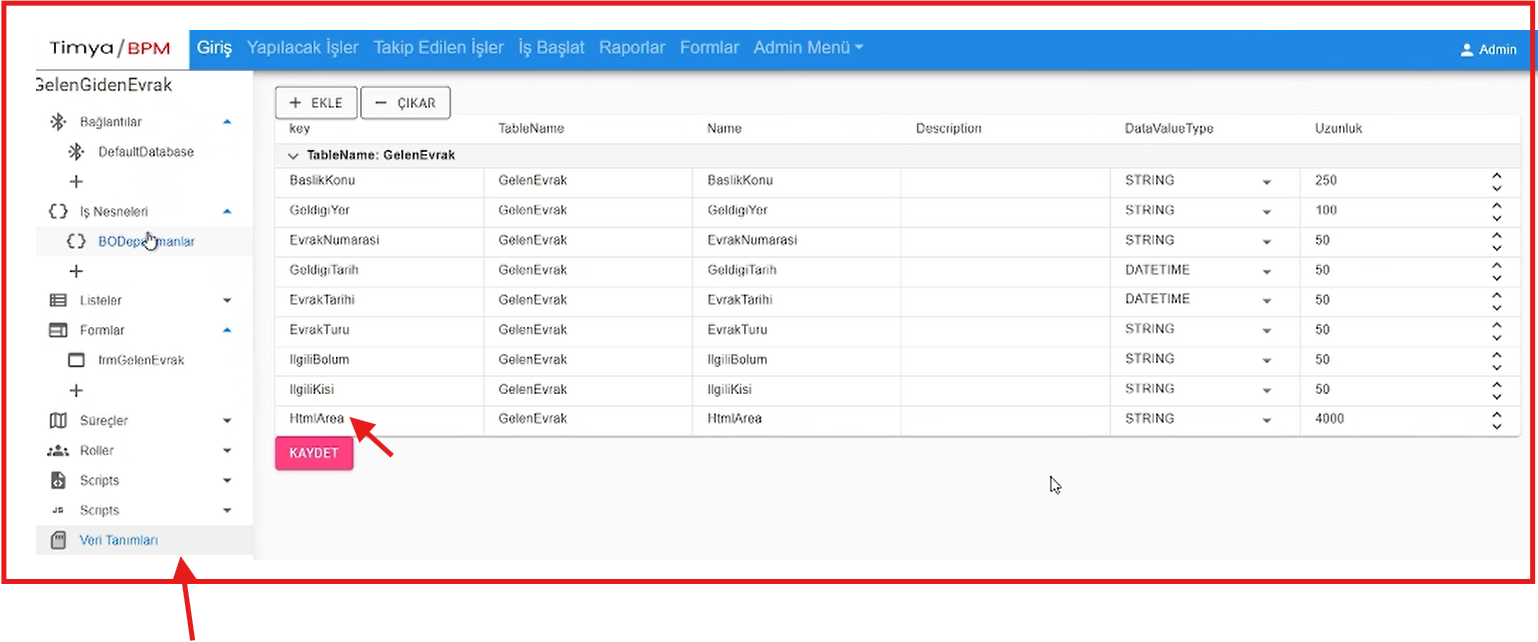 Timya/BPM Giriş Yapılacak İşler Takip Edilen İşler İş Başlat Raporlar Formlar Admin Menü Admin
GelenGidenEvrak
Bağlantılar
DefaultDatabase
+
İş Nesneleri
BODepartmanlar
+
Listeler
Formlar
frmGelenEvrak
+
Süreçler
Roller
Scripts
JS Scripts
Veri Tanımları
+ EKLE − ÇIKAR
key TableName Name Description DataValueType Uzunluk
TableName: GelenEvrak
BaslikKonu GelenEvrak BaslikKonu STRING 250
GeldigiYer GelenEvrak GeldigiYer STRING 100
EvrakNumarasi GelenEvrak EvrakNumarasi STRING 50
GeldigiTarih GelenEvrak GeldigiTarih DATETIME 50
EvrakTarihi GelenEvrak EvrakTarihi DATETIME 50
EvrakTuru GelenEvrak EvrakTuru STRING 50
IlgiliBolum GelenEvrak IlgiliBolum STRING 50
IlgiliKisi GelenEvrak IlgiliKisi STRING 50
HtmlArea GelenEvrak HtmlArea STRING 4000
KAYDET